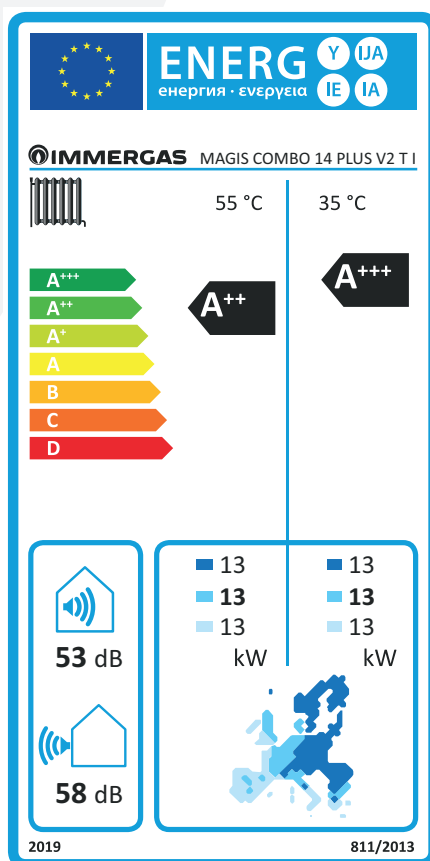 ENERG
енергия · ενεργεια
Y IJA
IE IA
IMMERGAS MAGIS COMBO 14 PLUS V2 T I
55 °C 35 °C
A+++
A++
A+
A
B
C
D
A++
A+++
53 dB
58 dB
13 13
13 13
13 13
kW kW
2019 811/2013